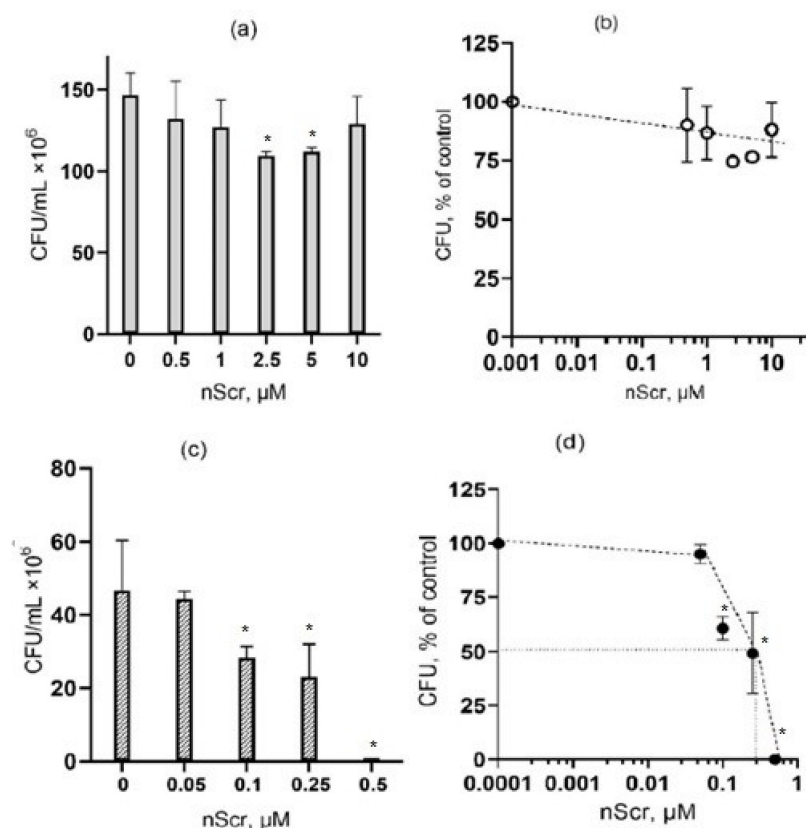 (a)
CFU/mL ×10⁶
150
100
50
0
* *
0 0.5 1 2.5 5 10
nScr, µM
(b)
CFU, % of control
125
100
75
50
25
0
0.001 0.01 0.1 1 10
nScr, µM
(c)
CFU/mL ×10⁶
80
60
40
20
0
* * *
0 0.05 0.1 0.25 0.5
nScr, µM
(d)
CFU, % of control
125
100
75
50
25
0
* * *
0.0001 0.001 0.01 0.1 1
nScr, µM